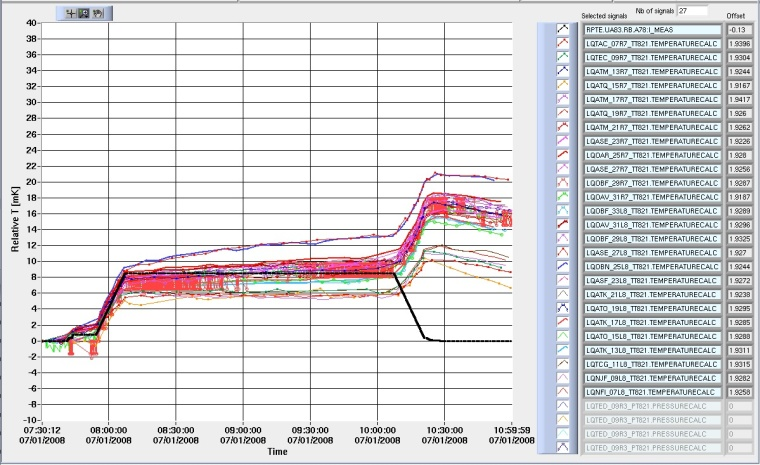 Selected signals
Nb of signals 27
Offset
RPTE.UA83.RB.A78:I_MEAS -0.13
LQTAC_07R7_TT821.TEMPERATURECALC 1.9396
LQTEC_09R7_TT821.TEMPERATURECALC 1.9304
LQATM_13R7_TT821.TEMPERATURECALC 1.9244
LQATQ_15R7_TT821.TEMPERATURECALC 1.9167
LQATM_17R7_TT821.TEMPERATURECALC 1.9417
LQATQ_19R7_TT821.TEMPERATURECALC 1.926
LQATM_21R7_TT821.TEMPERATURECALC 1.9262
LQASE_23R7_TT821.TEMPERATURECALC 1.9226
LQOAR_25R7_TT821.TEMPERATURECALC 1.928
LQASE_27R7_TT821.TEMPERATURECALC 1.9256
LQOBF_29R7_TT821.TEMPERATURECALC 1.9287
LQOAV_31R7_TT821.TEMPERATURECALC 1.9187
LQOBF_33L8_TT821.TEMPERATURECALC 1.9289
LQOAV_31L8_TT821.TEMPERATURECALC 1.9296
LQOBF_29L8_TT821.TEMPERATURECALC 1.9325
LQASE_27L8_TT821.TEMPERATURECALC 1.927
LQOBN_25L8_TT821.TEMPERATURECALC 1.9244
LQASF_23L8_TT821.TEMPERATURECALC 1.9272
LQATK_21L8_TT821.TEMPERATURECALC 1.9238
LQATO_19L8_TT821.TEMPERATURECALC 1.9295
LQATK_17L8_TT821.TEMPERATURECALC 1.9285
LQATO_15L8_TT821.TEMPERATURECALC 1.9288
LQATK_13L8_TT821.TEMPERATURECALC 1.9311
LQTCG_11L8_TT821.TEMPERATURECALC 1.9315
LQNJF_09L8_TT821.TEMPERATURECALC 1.9282
LQNFI_07L8_TT821.TEMPERATURECALC 1.9258
LQTED_09R3_PT821.PRESSURECALC 0
LQTED_09R3_PT821.PRESSURECALC 0
LQTED_09R3_PT821.PRESSURECALC 0
LQTED_09R3_PT821.PRESSURECALC 0
Relative T [mK]
40
38
36
34
32
30
28
26
24
22
20
18
16
14
12
10
8
6
4
2
0
-2
-4
-6
-8
-10
07:30:12 08:00:00 08:30:00 09:00:00 09:30:00 10:00:00 10:30:00 10:59:59
07/01/2008 07/01/2008 07/01/2008 07/01/2008 07/01/2008 07/01/2008 07/01/2008 07/01/2008
Time